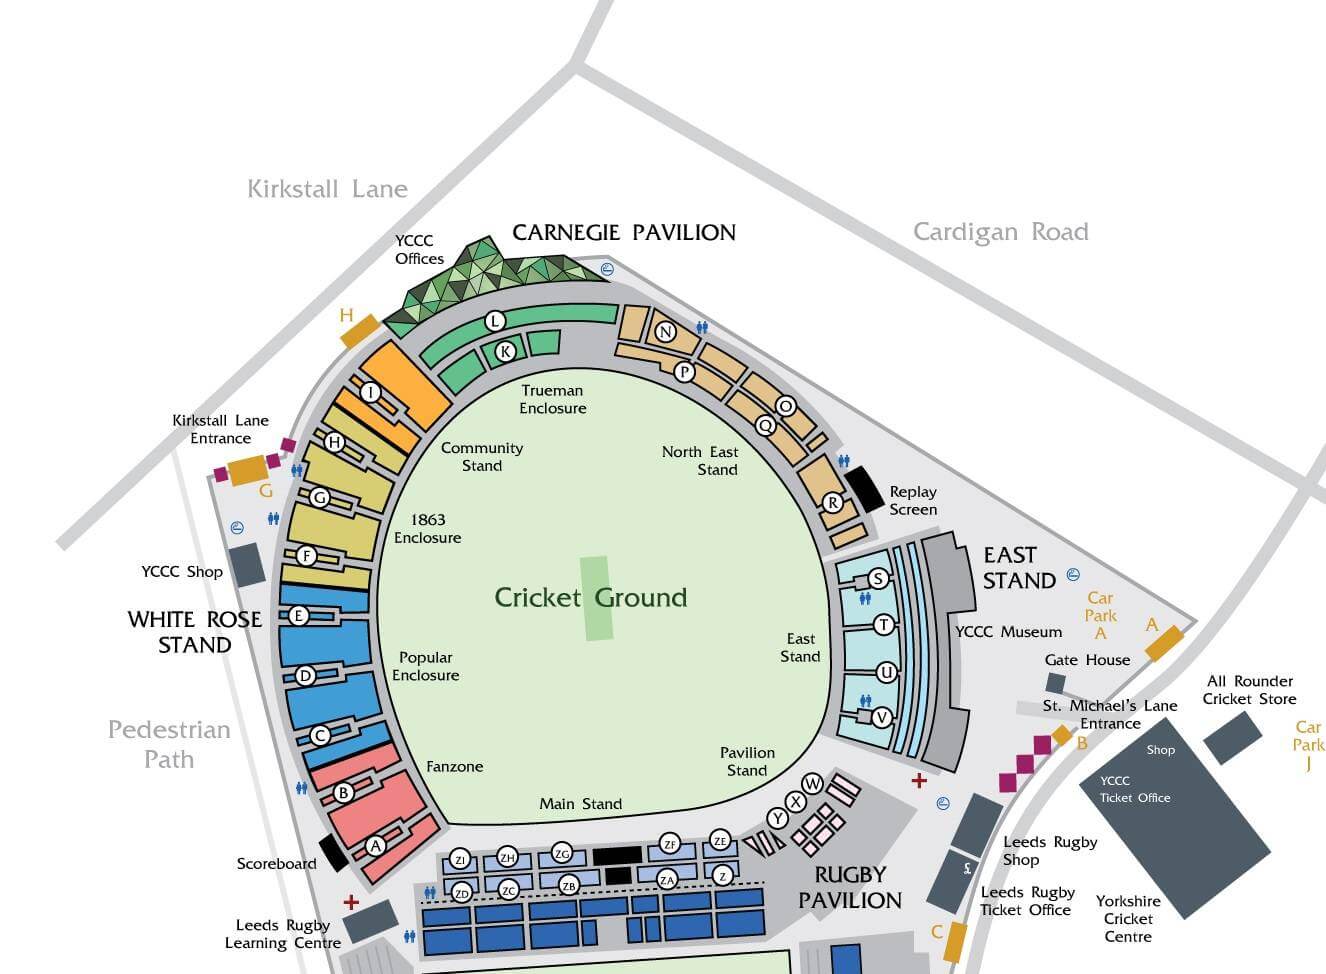 Kirkstall Lane
Cardigan Road
YCCC
Offices
CARNEGIE PAVILION
H
L
K
N
P
O
Q
R
I
H
G
F
E
D
C
B
A
Trueman
Enclosure
Kirkstall Lane
Entrance
G
Community
Stand
North East
Stand
Replay
Screen
1863
Enclosure
YCCC Shop
WHITE ROSE
STAND
Cricket Ground
EAST
STAND
S
T
U
V
East
Stand
YCCC Museum
Car
Park
A
A
Gate House
All Rounder
Cricket Store
St. Michael's Lane
Entrance
B
Car
Park
J
Shop
YCCC
Ticket Office
Popular
Enclosure
Pedestrian
Path
Fanzone
Pavilion
Stand
Main Stand
W
X
Y
ZI
ZH
ZG
ZF
ZE
ZD
ZC
ZB
ZA
Z
Scoreboard
RUGBY
PAVILION
Leeds Rugby
Shop
£
Leeds Rugby
Ticket Office
Yorkshire
Cricket
Centre
Leeds Rugby
Learning Centre
C